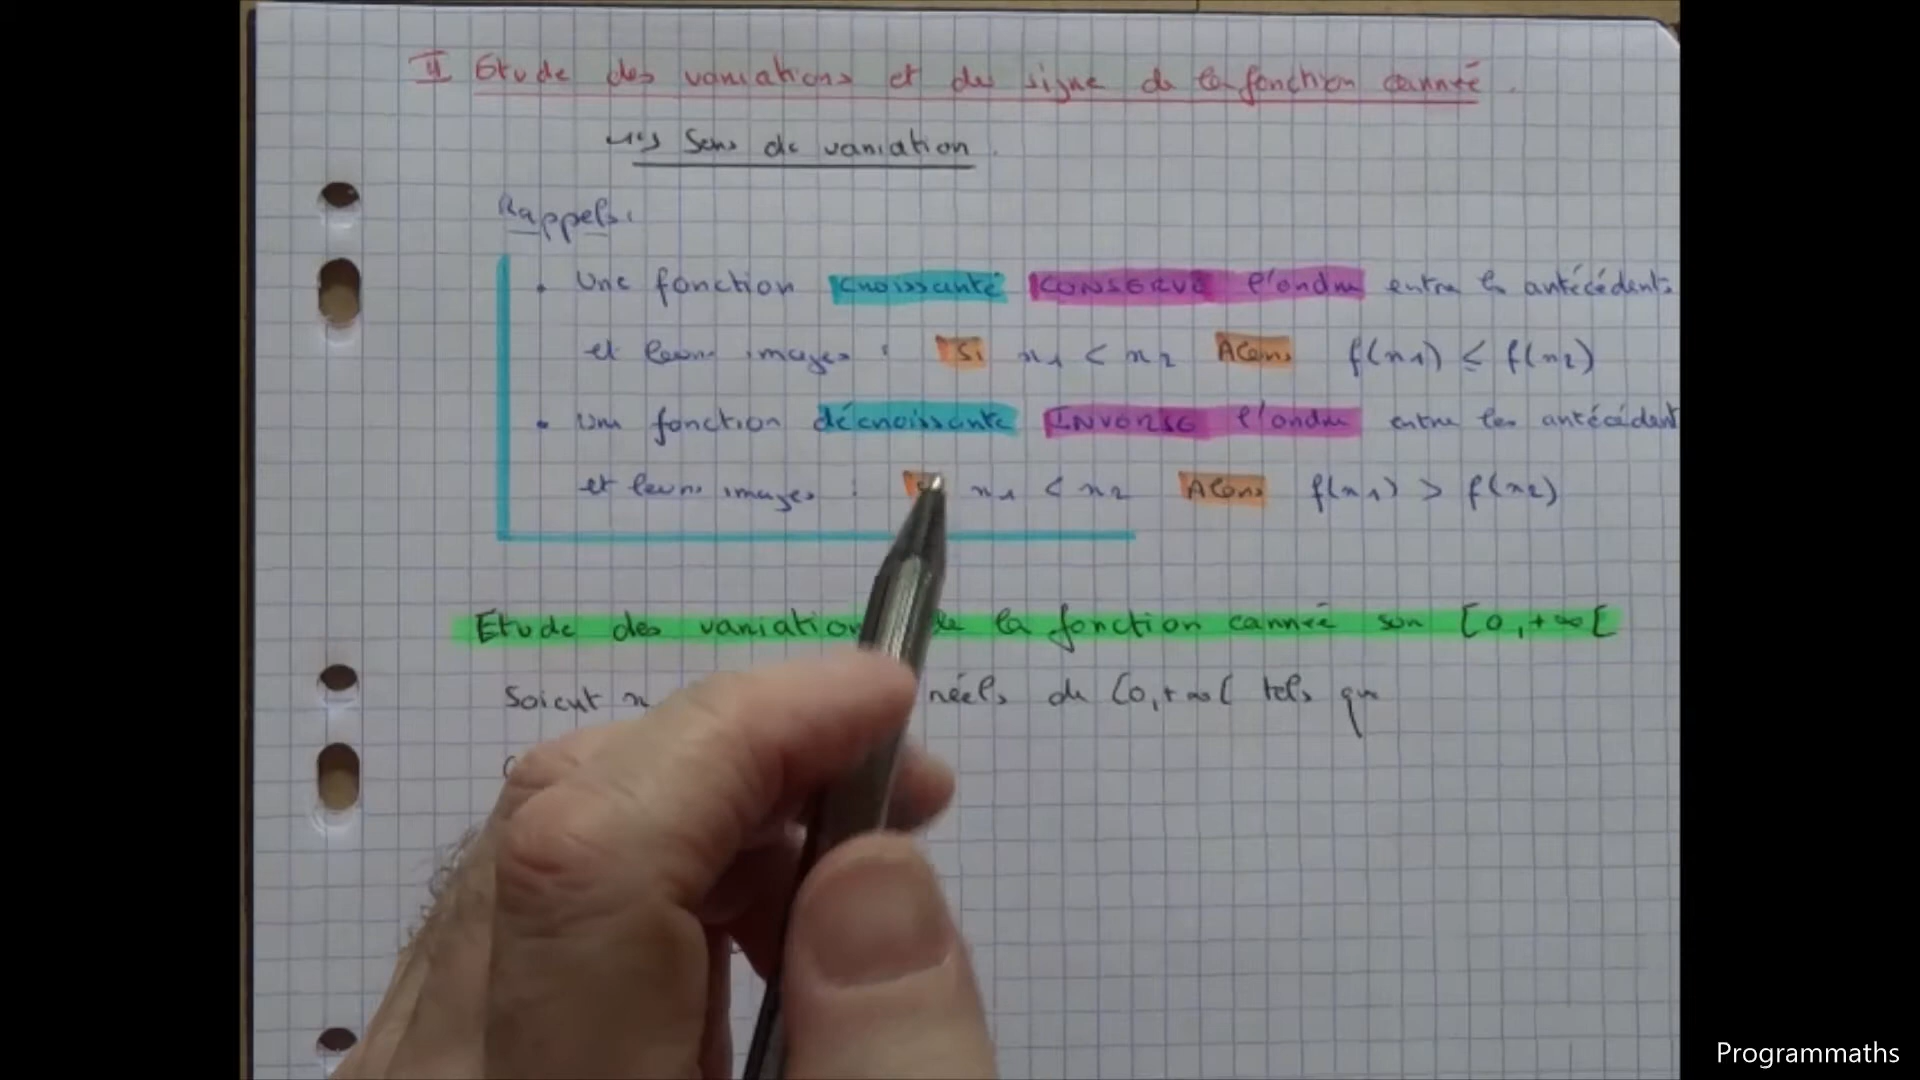 II Etude des variations et du signe de la fonction carrée.
1) Sens de variation.
Rappels:
• Une fonction croissante CONSERVE l'ordre entre les antécédents
et leurs images : Si x1 < x2 Alors f(x1) ≤ f(x2)
• Une fonction décroissante INVERSE l'ordre entre les antécédent
et leurs images : x1 < x2 Alors f(x1) > f(x2)
Etude des variation de la fonction carrée sur [0,+∞[
Soient x réels de [0,+∞[ tels que
Programmaths